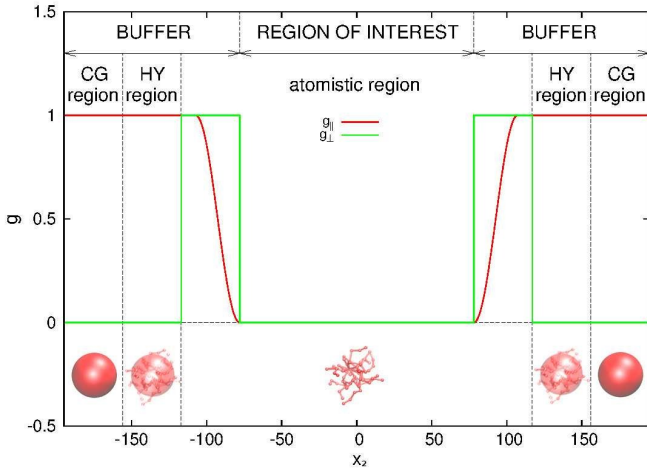 1.5
BUFFER REGION OF INTEREST BUFFER
CG HY atomistic region HY CG
region region region region
1
g∥
g⊥
0.5
g
0
-0.5
-150 -100 -50 0 50 100 150
x₂